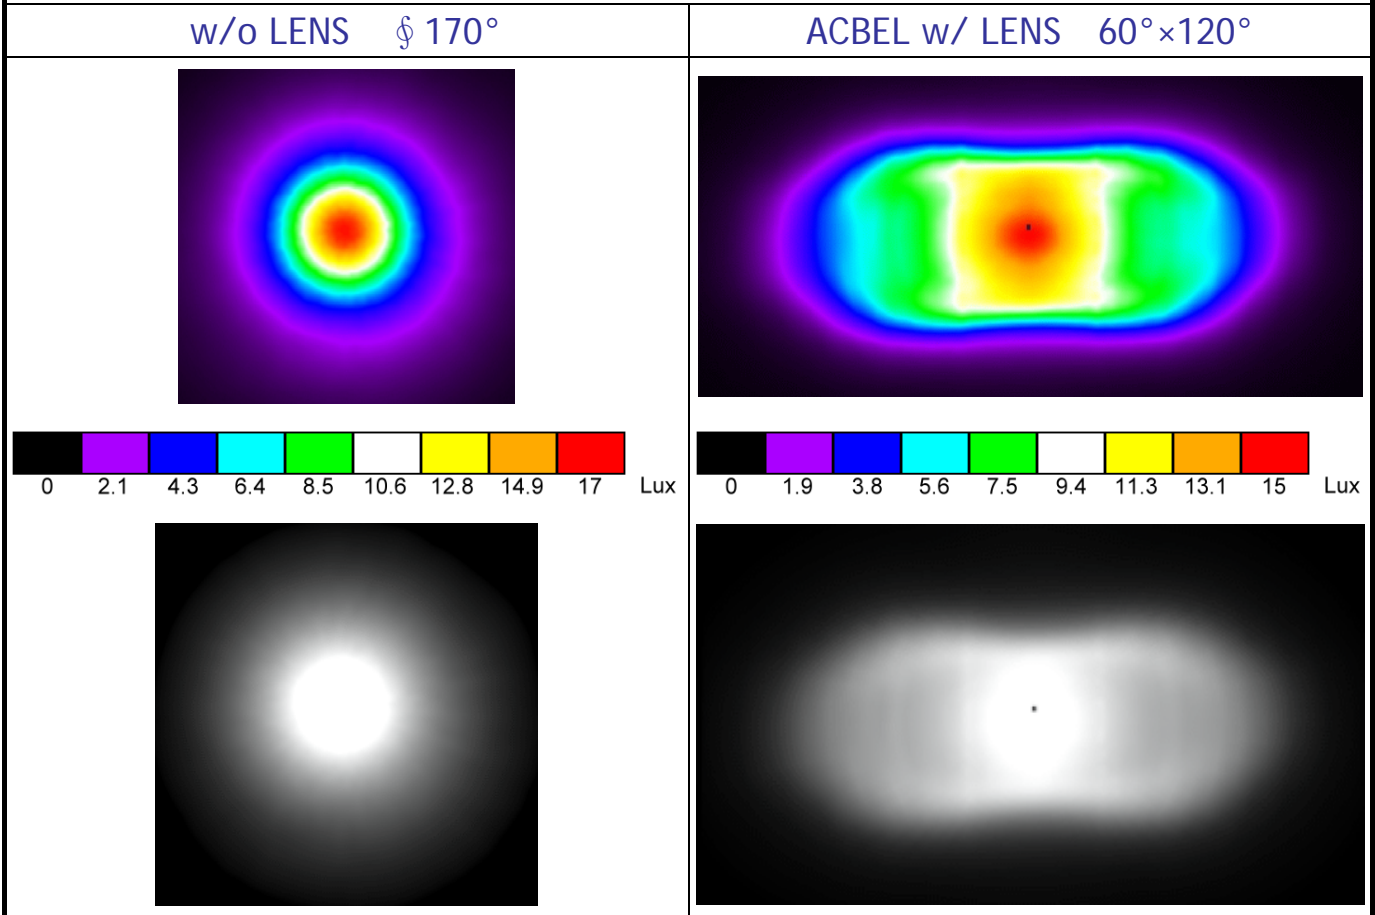 w/o LENS ∮ 170°
ACBEL w/ LENS 60°×120°
0 2.1 4.3 6.4 8.5 10.6 12.8 14.9 17 Lux
0 1.9 3.8 5.6 7.5 9.4 11.3 13.1 15 Lux